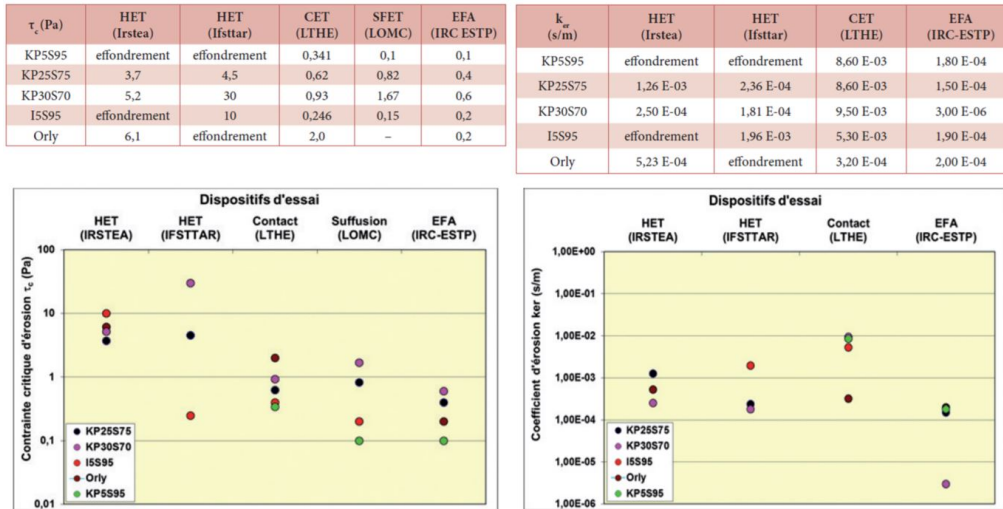 τc (Pa) HET (Irstea) HET (Ifsttar) CET (LTHE) SFET (LOMC) EFA (IRC ESTP)
KP5S95 effondrement effondrement 0,341 0,1 0,1
KP25S75 3,7 4,5 0,62 0,82 0,4
KP30S70 5,2 30 0,93 1,67 0,6
I5S95 effondrement 10 0,246 0,15 0,2
Orly 6,1 effondrement 2,0 – 0,2
ker (s/m) HET (Irstea) HET (Ifsttar) CET (LTHE) EFA (IRC-ESTP)
KP5S95 effondrement effondrement 8,60 E-03 1,80 E-04
KP25S75 1,26 E-03 2,36 E-04 8,60 E-03 1,50 E-04
KP30S70 2,50 E-04 1,81 E-04 9,50 E-03 3,00 E-06
I5S95 effondrement 1,96 E-03 5,30 E-03 1,90 E-04
Orly 5,23 E-04 effondrement 3,20 E-04 2,00 E-04
Dispositifs d'essai
HET HET Contact Suffusion EFA
(IRSTEA) (IFSTTAR) (LTHE) (LOMC) (IRC-ESTP)
Contrainte critique d'érosion τc (Pa)
100
10
1
0,1
0,01
KP25S75
KP30S70
I5S95
Orly
KP5S95
Dispositifs d'essai
HET HET Contact EFA
(IRSTEA) (IFSTTAR) (LTHE) (IRC-ESTP)
Coefficient d'érosion ker (s/m)
1,00E+00
1,00E-01
1,00E-02
1,00E-03
1,00E-04
1,00E-05
1,00E-06
KP25S75
KP30S70
I5S95
Orly
KP5S95